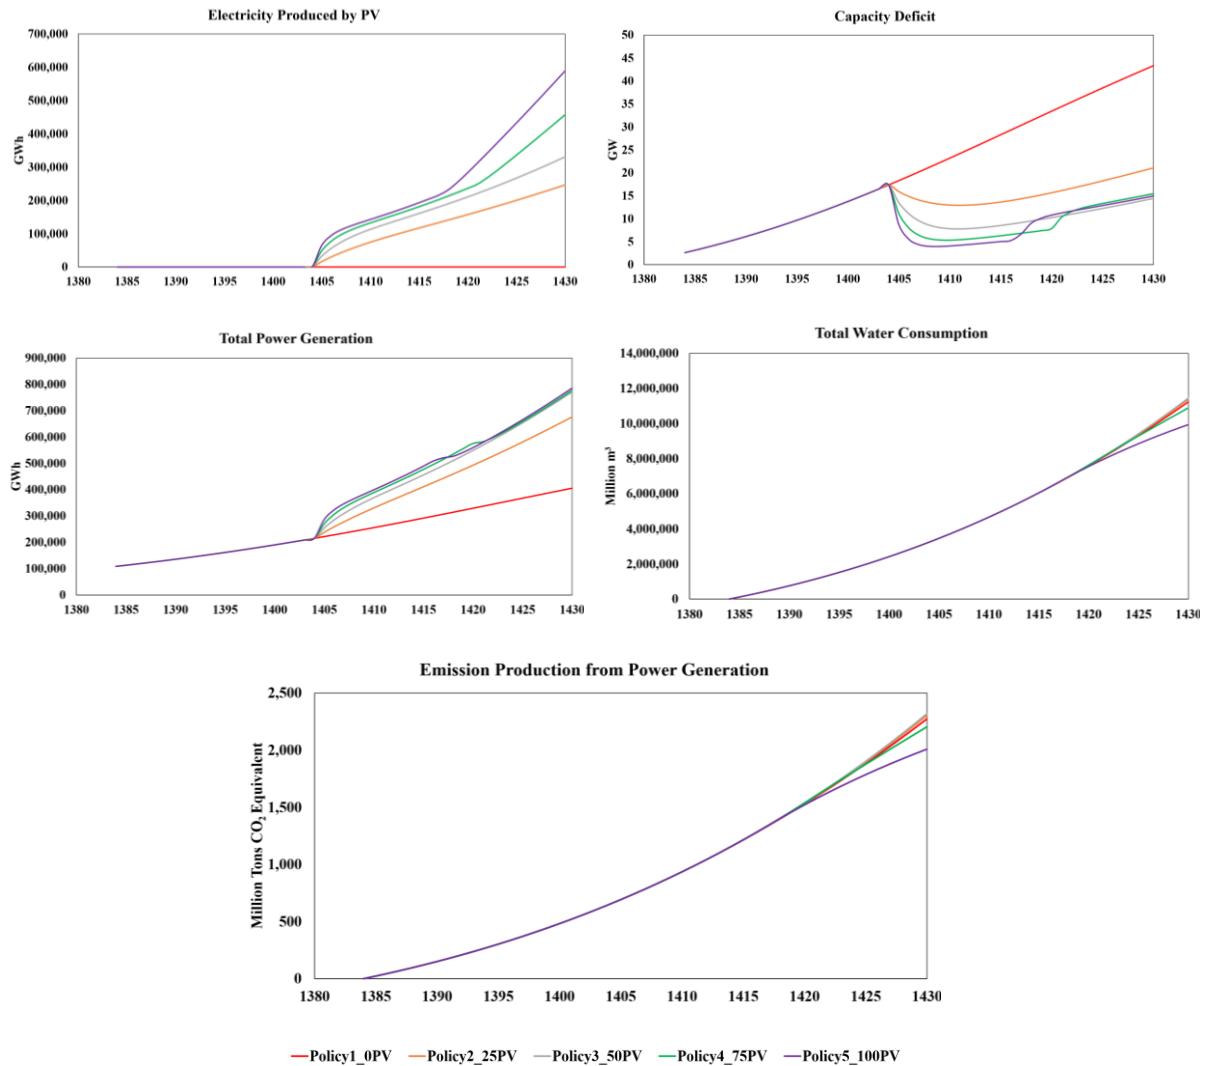 Electricity Produced by PV
GWh
700,000
600,000
500,000
400,000
300,000
200,000
100,000
0
1380 1385 1390 1395 1400 1405 1410 1415 1420 1425 1430
Capacity Deficit
GW
50
45
40
35
30
25
20
15
10
5
0
1380 1385 1390 1395 1400 1405 1410 1415 1420 1425 1430
Total Power Generation
GWh
900,000
800,000
700,000
600,000
500,000
400,000
300,000
200,000
100,000
0
1380 1385 1390 1395 1400 1405 1410 1415 1420 1425 1430
Total Water Consumption
Million m³
14,000,000
12,000,000
10,000,000
8,000,000
6,000,000
4,000,000
2,000,000
0
1380 1385 1390 1395 1400 1405 1410 1415 1420 1425 1430
Emission Production from Power Generation
Million Tons CO₂ Equivalent
2,500
2,000
1,500
1,000
500
0
1380 1385 1390 1395 1400 1405 1410 1415 1420 1425 1430
Policy1_0PV Policy2_25PV Policy3_50PV Policy4_75PV Policy5_100PV